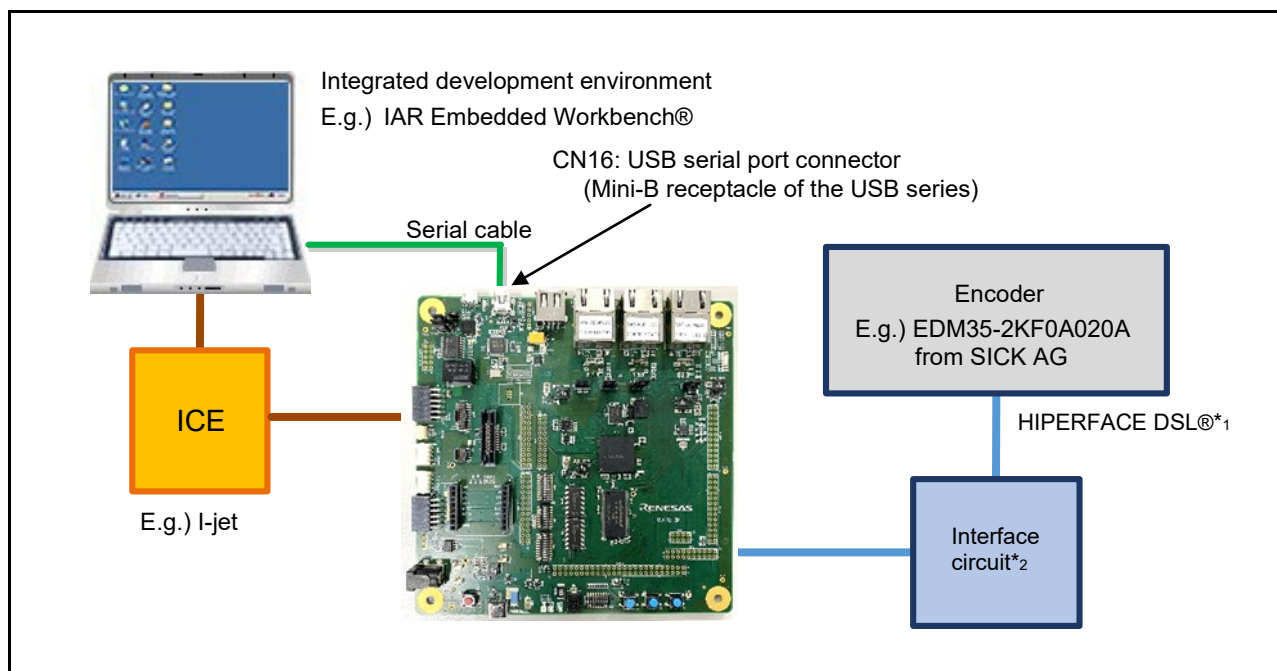 Integrated development environment
E.g.) IAR Embedded Workbench®
CN16: USB serial port connector
(Mini-B receptacle of the USB series)
Serial cable
Encoder
E.g.) EDM35-2KF0A020A
from SICK AG
HIPERFACE DSL®*1
ICE
E.g.) I-jet
RENESAS
Interface
circuit*2